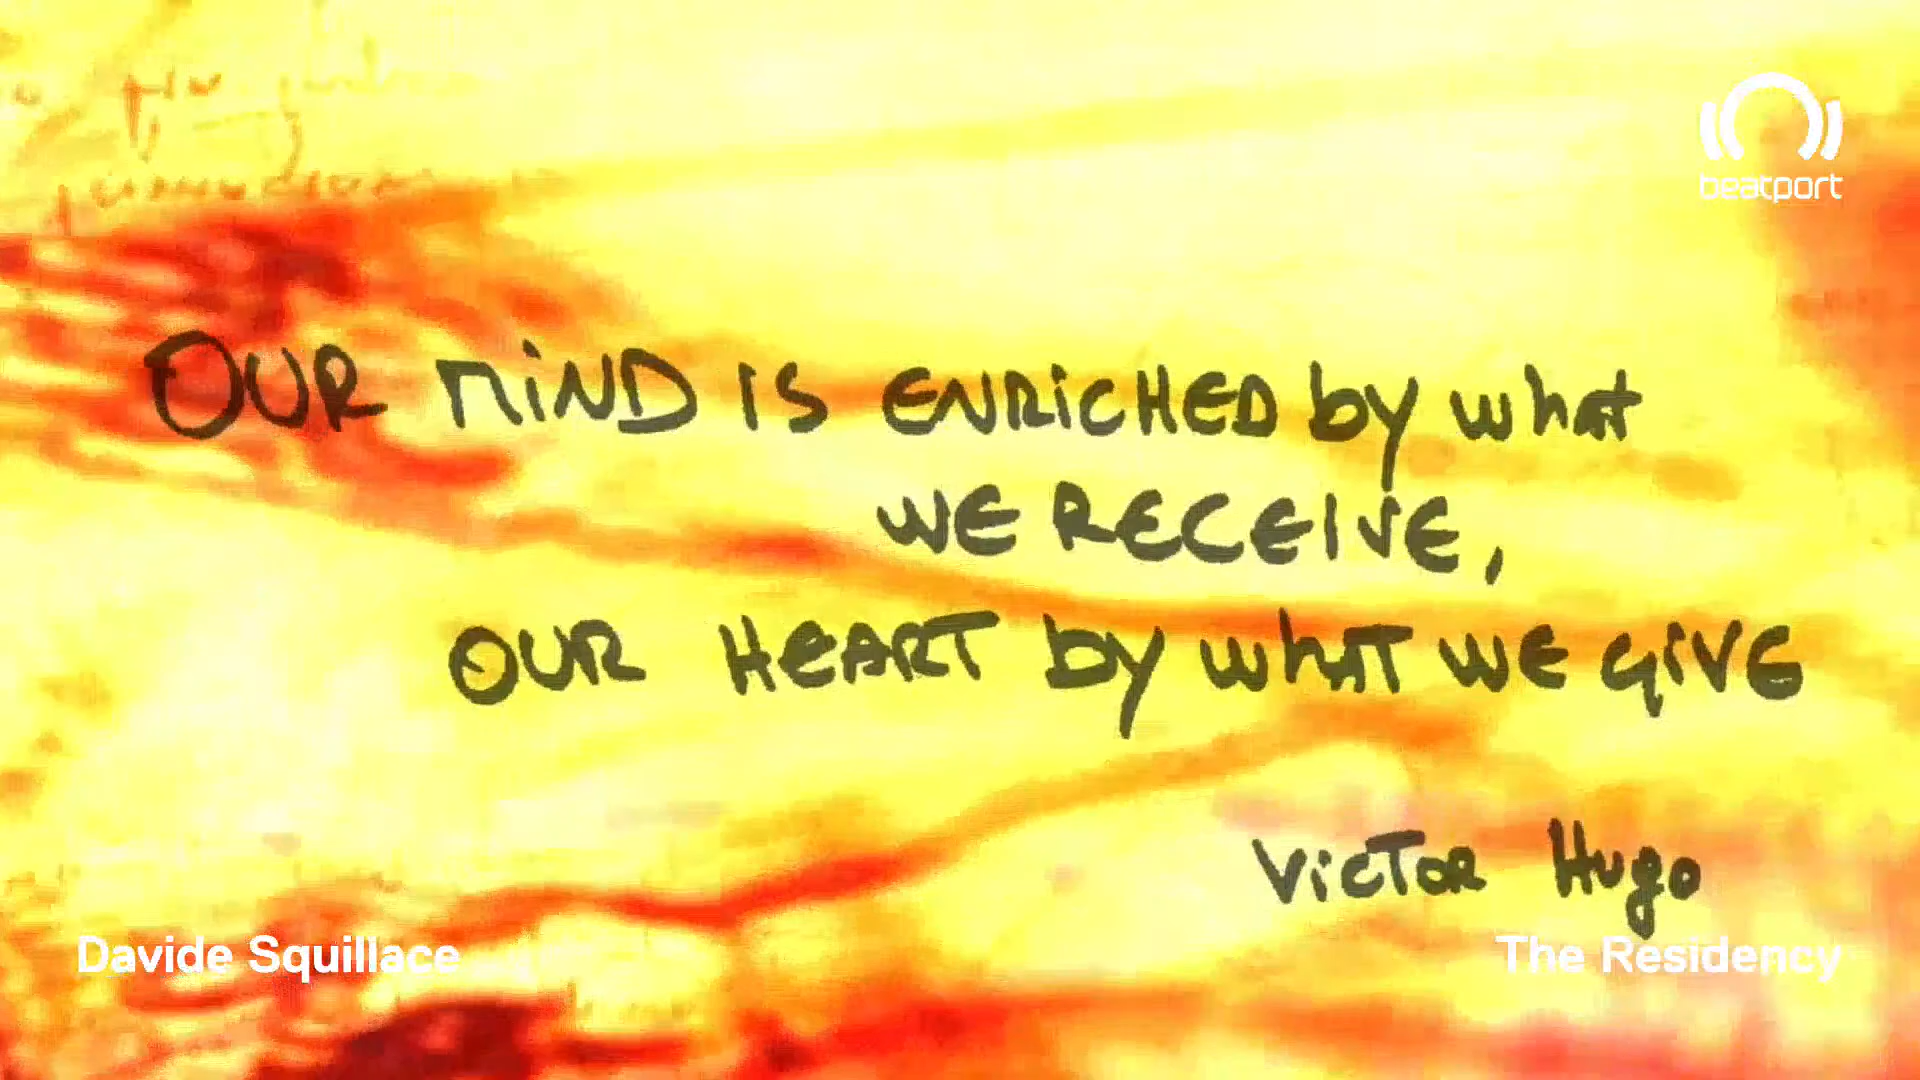 beatport
OUR MiND IS ENRiCHED by what
WE RECEIVE,
OUR HEART by whAT WE GIVE
VicToR Hugo
Davide Squillace
The Residency